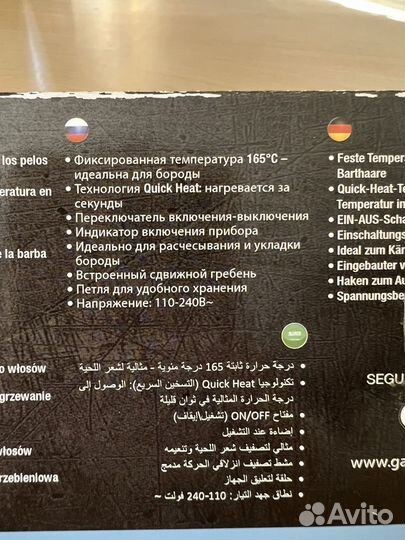 los pelos
eratura en
e la barba
• Фиксированная температура 165°C –
идеальна для бороды
• Технология Quick Heat: нагревается за
секунды
• Переключатель включения-выключения
• Индикатор включения прибора
• Идеально для расчесывания и укладки
бороды
• Встроенный сдвижной гребень
• Петля для удобного хранения
• Напряжение: 110-240В~
• Feste Tempera
Barthaare
• Quick-Heat-Te
Temperatur in
• EIN-AUS-Scha
• Einschaltungs
• Ideal zum Kän
• Eingebauter v
• Haken zum Au
• Spannungsbe
o włosów
grzewanie
włosów
rzebieniowa
• درجة حرارة ثابتة 165 درجة مئوية - مثالية لشعر اللحية
• تكنولوجيا Quick Heat (التسخين السريع): الوصول إلى
درجة الحرارة المثالية في ثوان قليلة
• مفتاح ON/OFF (تشغيل/إيقاف)
• إضاءة عند التشغيل
• مثالي لتصفيف شعر اللحية وتنعيمه
• مشط تصفيف انزلاقي الحركة مدمج
• حلقة لتعليق الجهاز
• نطاق جهد التيار: 110-240 فولت ~
SEGU
www.ga
Avito